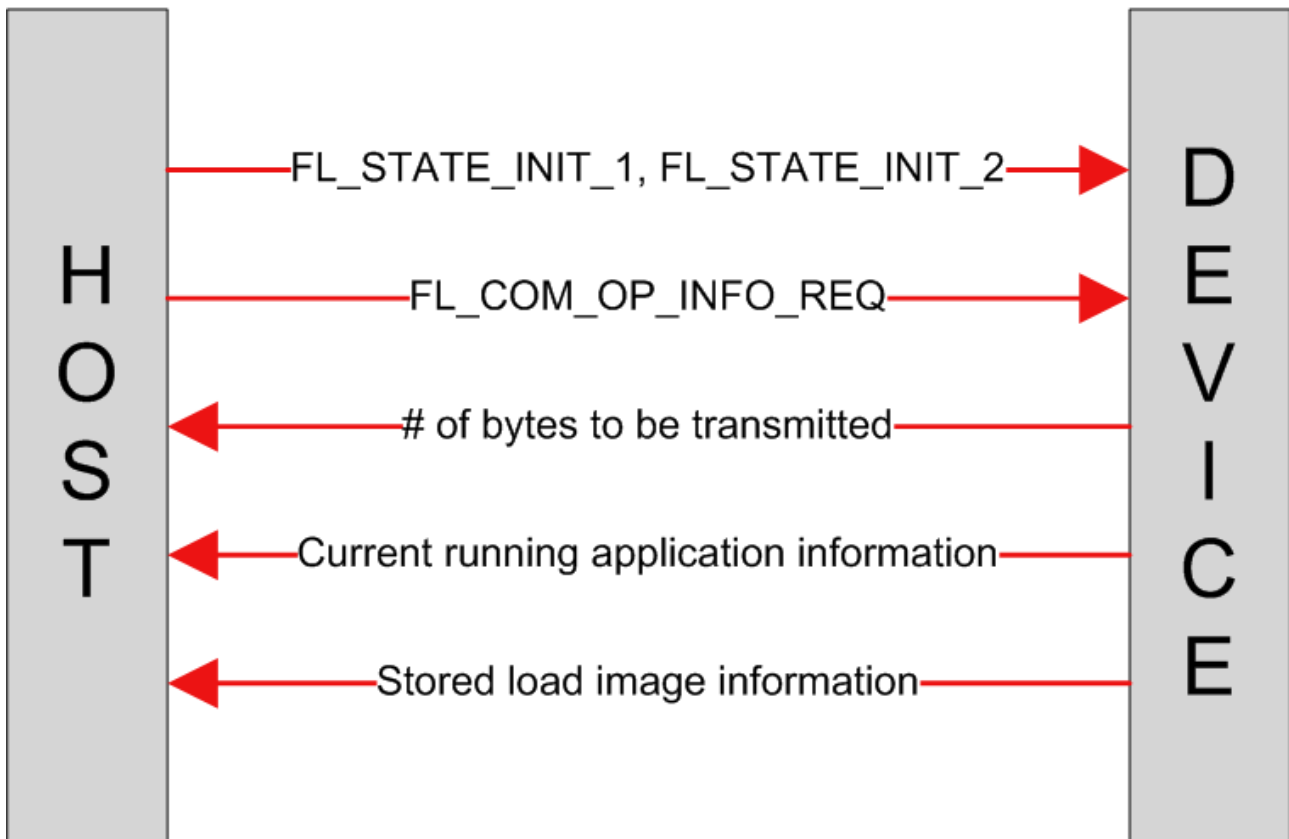 HOST
FL_STATE_INIT_1, FL_STATE_INIT_2
FL_COM_OP_INFO_REQ
# of bytes to be transmitted
Current running application information
Stored load image information
DEVICE